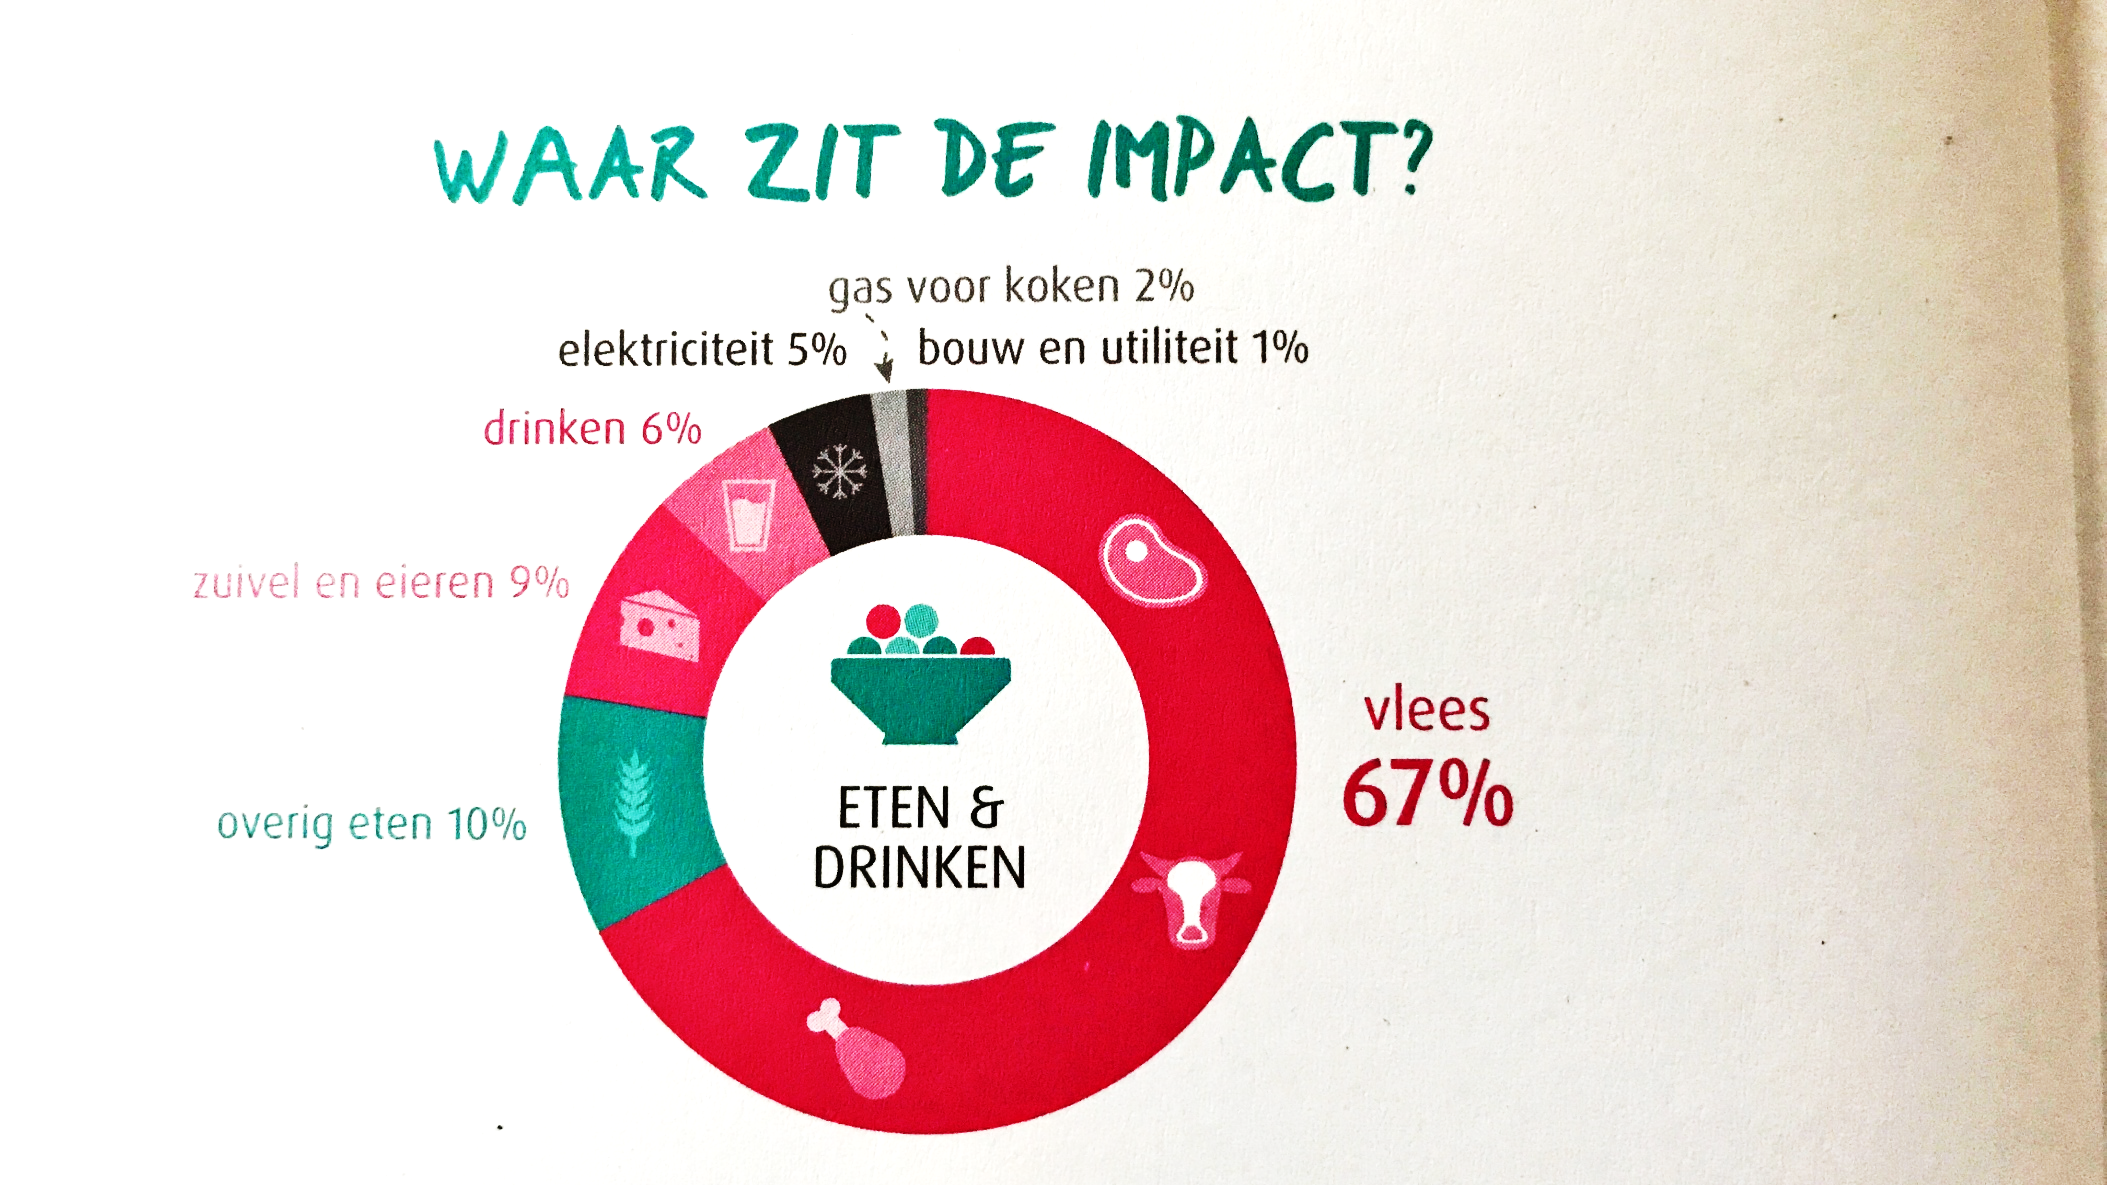 WAAR ZIT DE IMPACT?
gas voor koken 2%
elektriciteit 5%
bouw en utiliteit 1%
drinken 6%
zuivel en eieren 9%
overig eten 10%
ETEN &
DRINKEN
vlees
67%